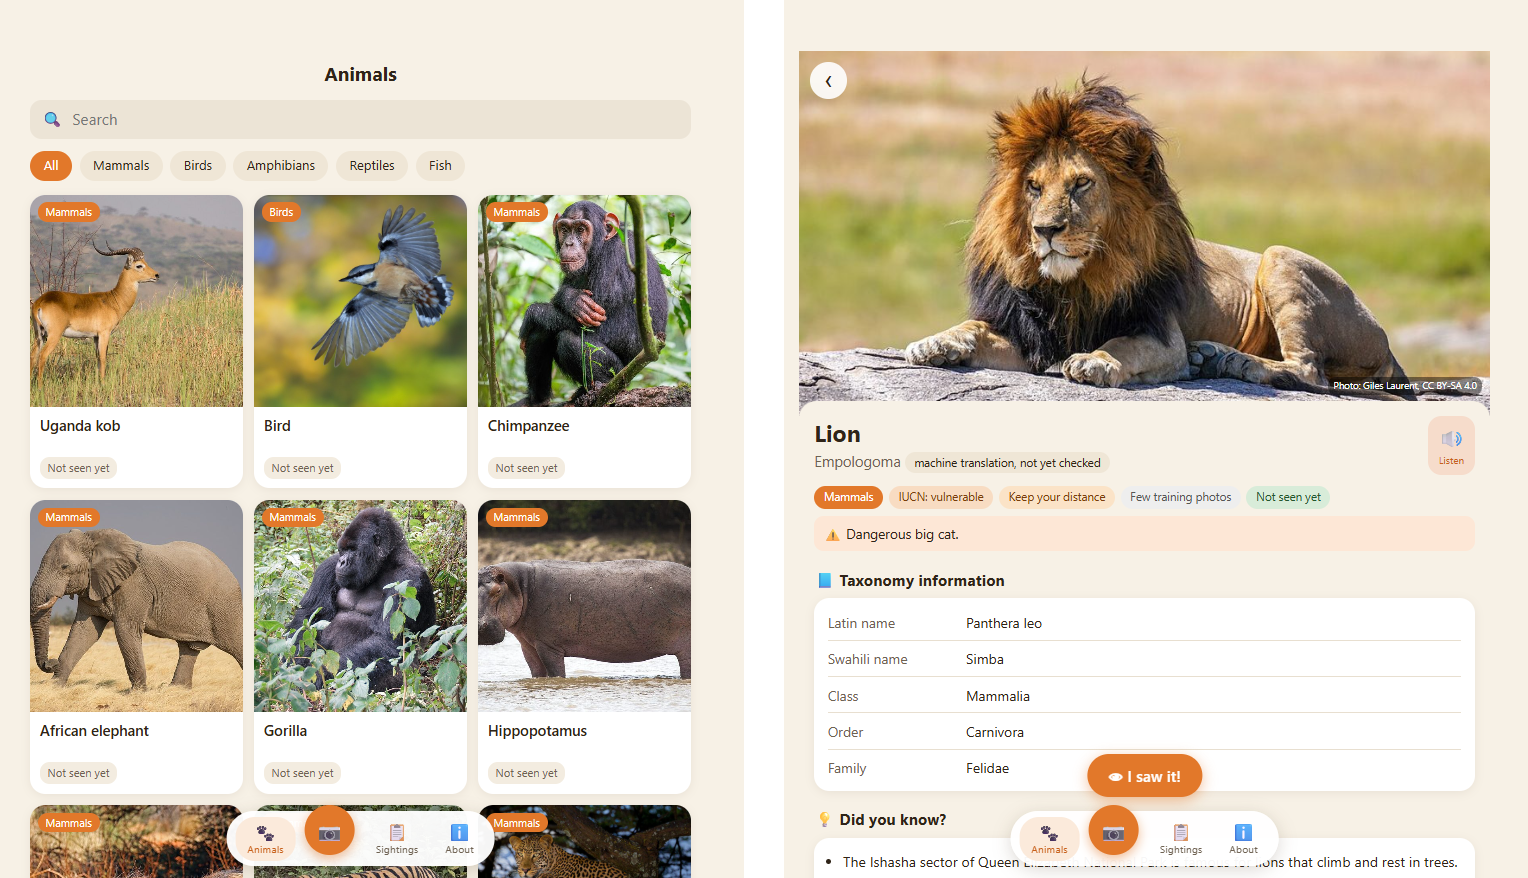 Animals
Search
All
Mammals
Birds
Amphibians
Reptiles
Fish
Mammals
Birds
Mammals
Uganda kob
Bird
Chimpanzee
Not seen yet
Not seen yet
Not seen yet
Mammals
Mammals
Mammals
African elephant
Gorilla
Hippopotamus
Not seen yet
Not seen yet
Not seen yet
Mammals
Mammals
Animals
Sightings
About
Photo: Giles Laurent, CC BY-SA 4.0
Lion
Empologoma machine translation, not yet checked
Listen
Mammals
IUCN: vulnerable
Keep your distance
Few training photos
Not seen yet
Dangerous big cat.
Taxonomy information
Latin name Panthera leo
Swahili name Simba
Class Mammalia
Order Carnivora
Family Felidae
I saw it!
Did you know?
Animals
Sightings
About
The Ishasha sector of Queen lions that climb and rest in trees.